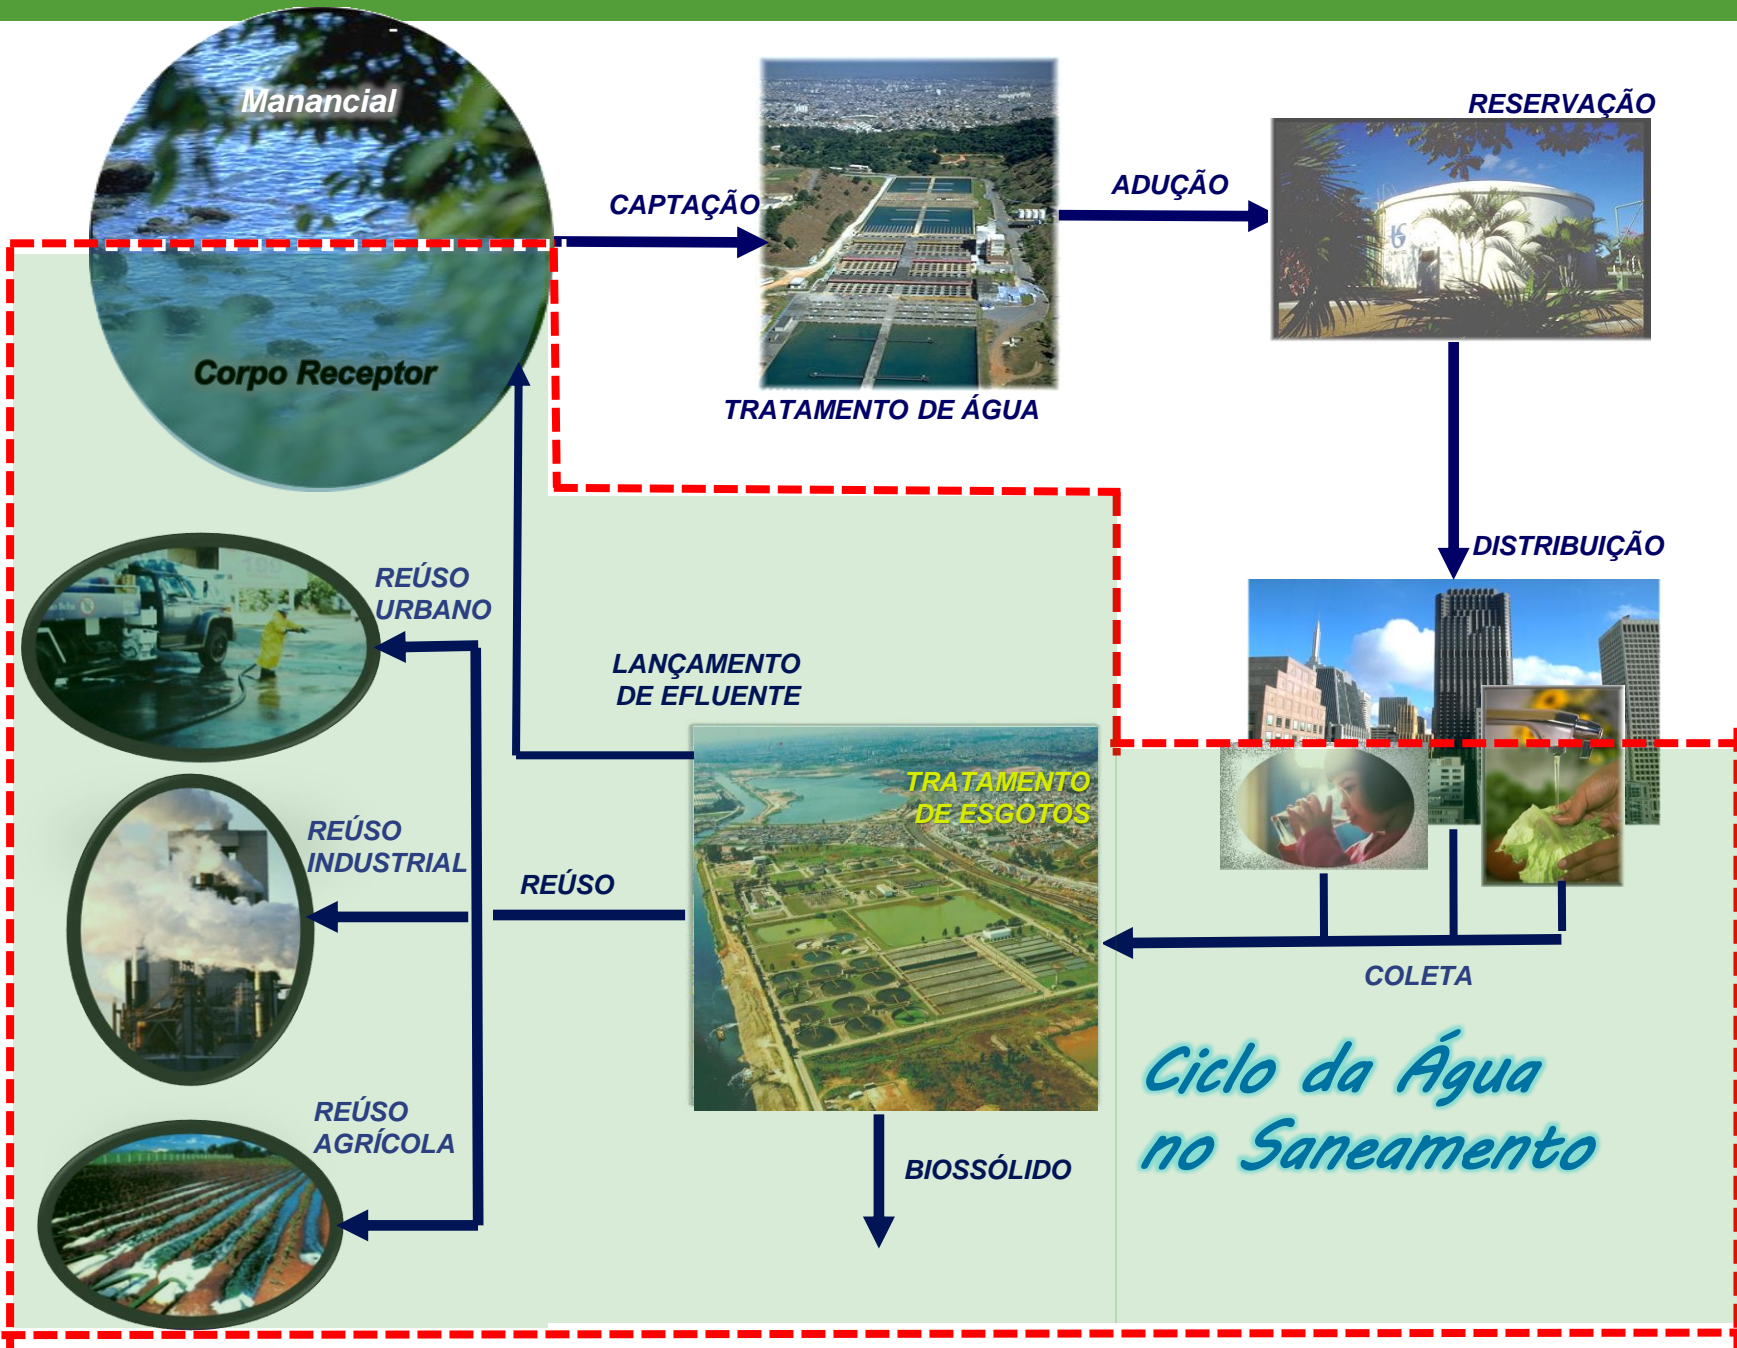 Manancial
CAPTAÇÃO
TRATAMENTO DE ÁGUA
ADUÇÃO
RESERVAÇÃO
DISTRIBUIÇÃO
Corpo Receptor
REÚSO
URBANO
LANÇAMENTO
DE EFLUENTE
TRATAMENTO
DE ESGOTOS
REÚSO
INDUSTRIAL
REÚSO
COLETA
REÚSO
AGRÍCOLA
BIOSSÓLIDO
Ciclo da Água
no Saneamento